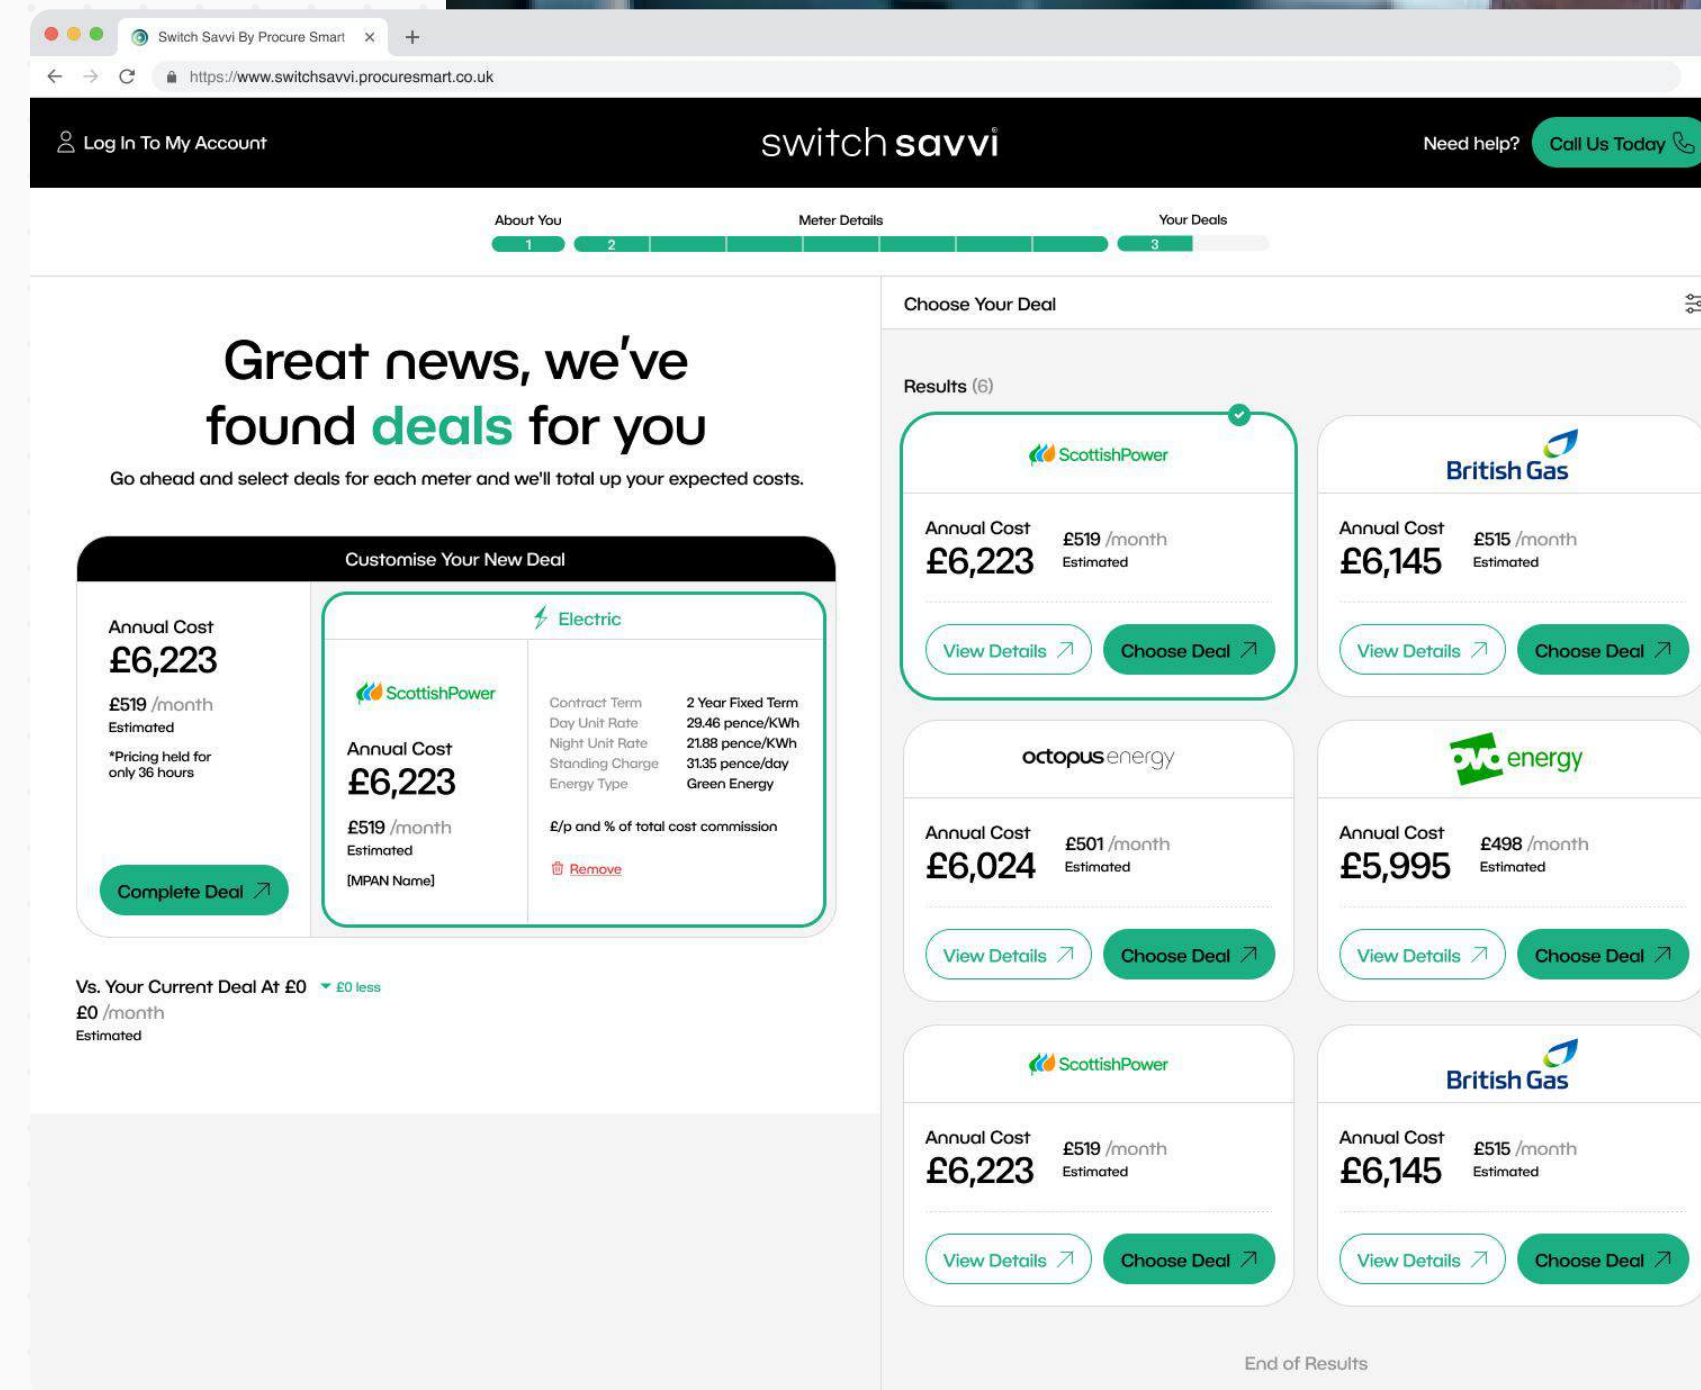 Switch Savvi By Procure Smart
https://www.switchsavvi.procuresmart.co.uk
Log In To My Account
switch savvi
Need help?
Call Us Today
About You
Meter Details
Your Deals
1
2
3
Great news, we've
found deals for you
Go ahead and select deals for each meter and we'll total up your expected costs.
Customise Your New Deal
Annual Cost
£6,223
£519 /month
Estimated
*Pricing held for
only 36 hours
Complete Deal
Electric
ScottishPower
Annual Cost
£6,223
£519 /month
Estimated
[MPAN Name]
Contract Term 2 Year Fixed Term
Day Unit Rate 29.46 pence/KWh
Night Unit Rate 21.88 pence/KWh
Standing Charge 31.35 pence/day
Energy Type Green Energy
£/p and % of total cost commission
Remove
Vs. Your Current Deal At £0 £0 less
£0 /month
Estimated
Choose Your Deal
Results (6)
ScottishPower
Annual Cost
£6,223
£519 /month
Estimated
View Details
Choose Deal
British Gas
Annual Cost
£6,145
£515 /month
Estimated
View Details
Choose Deal
octopus energy
Annual Cost
£6,024
£501 /month
Estimated
View Details
Choose Deal
ovo energy
Annual Cost
£5,995
£498 /month
Estimated
View Details
Choose Deal
ScottishPower
Annual Cost
£6,223
£519 /month
Estimated
View Details
Choose Deal
British Gas
Annual Cost
£6,145
£515 /month
Estimated
View Details
Choose Deal
End of Results